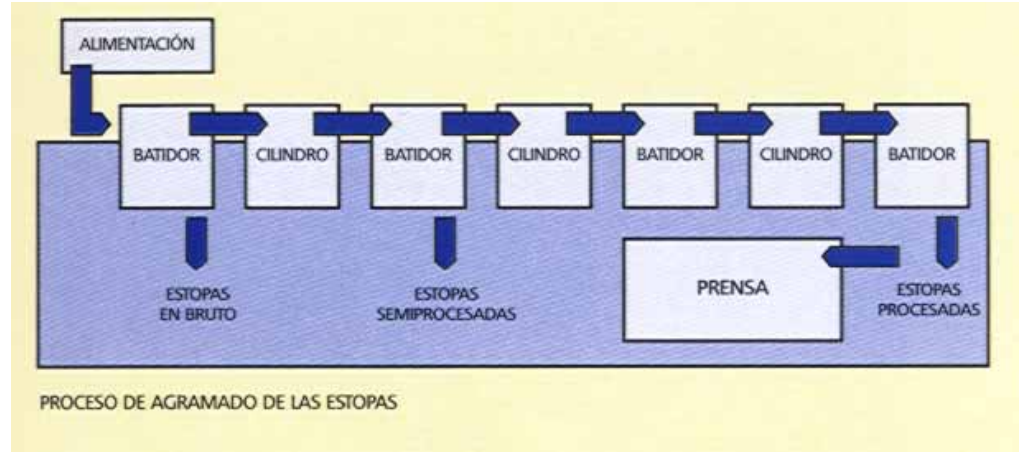 ALIMENTACIÓN
BATIDOR
CILINDRO
BATIDOR
CILINDRO
BATIDOR
CILINDRO
BATIDOR
ESTOPAS
EN BRUTO
ESTOPAS
SEMIPROCESADAS
PRENSA
ESTOPAS
PROCESADAS
PROCESO DE AGRAMADO DE LAS ESTOPAS